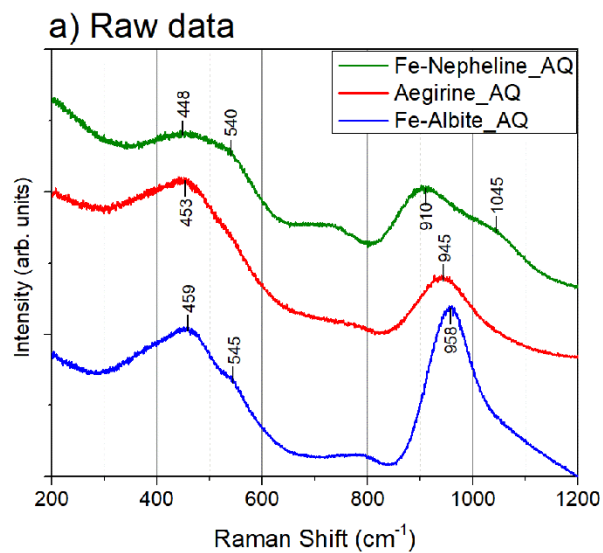 a) Raw data
Fe-Nepheline_AQ
Aegirine_AQ
Fe-Albite_AQ
448
540
453
910
1045
945
459
545
958
Intensity (arb. units)
200 400 600 800 1000 1200
Raman Shift (cm⁻¹)